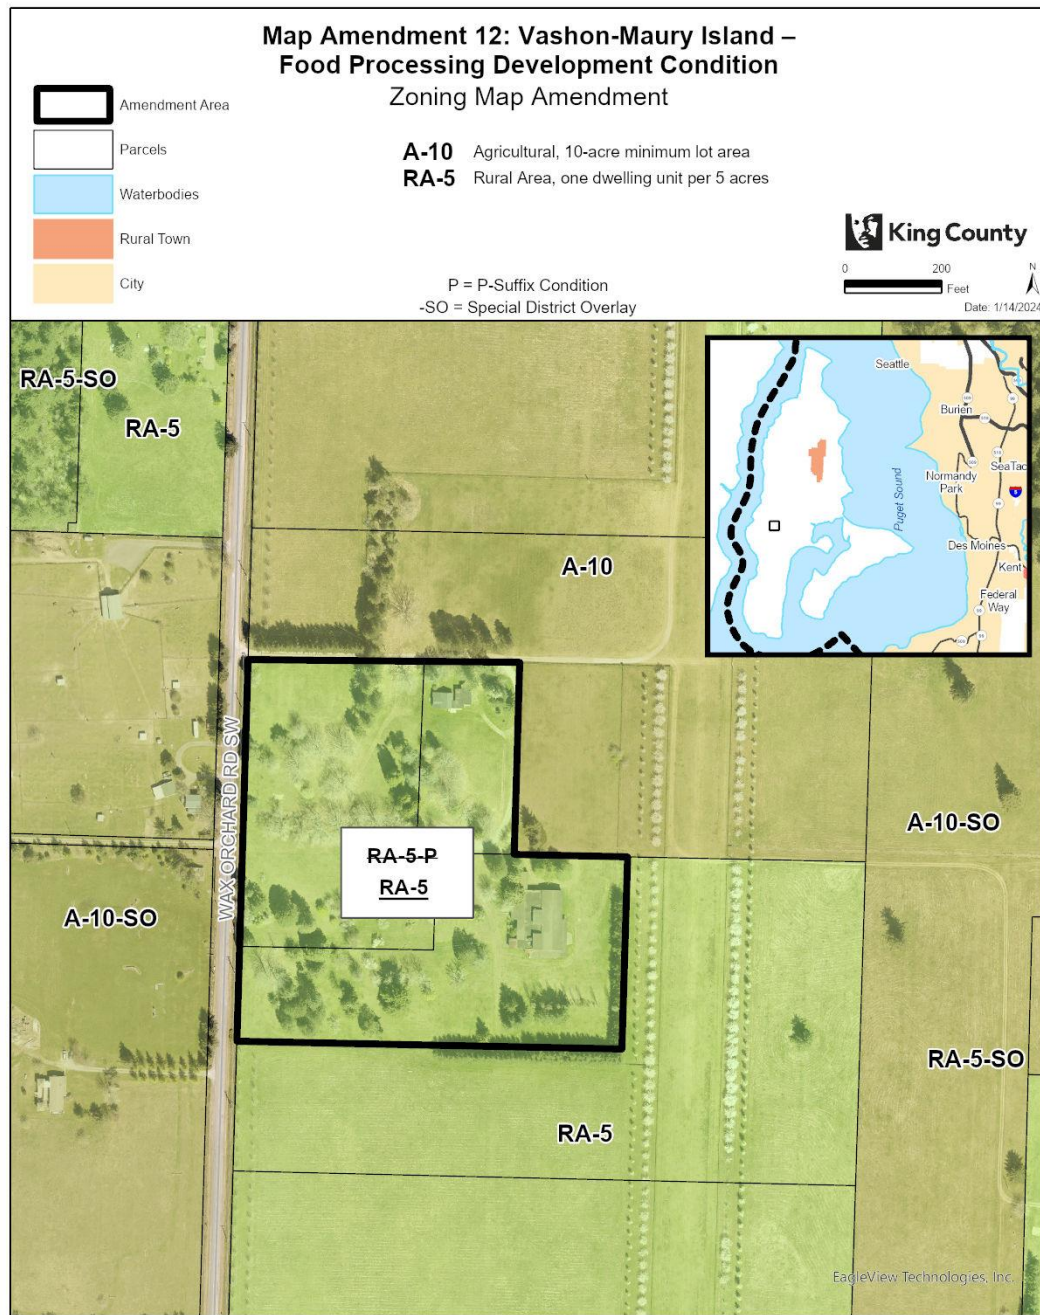 Map Amendment 12: Vashon-Maury Island –
Food Processing Development Condition
Zoning Map Amendment
Amendment Area
Parcels
Waterbodies
Rural Town
City
A-10 Agricultural, 10-acre minimum lot area
RA-5 Rural Area, one dwelling unit per 5 acres
P = P-Suffix Condition
-SO = Special District Overlay
King County
0 200
Feet
N
Date: 1/14/2024
RA-5-SO
RA-5
A-10
WAX ORCHARD RD SW
RA-5-P
RA-5
A-10-SO
A-10-SO
RA-5-SO
RA-5
Seattle
Burien
Normandy
Park
SeaTac
Puget Sound
Des Moines
Kent
Federal
Way
509
518
99
5
EagleView Technologies, Inc.